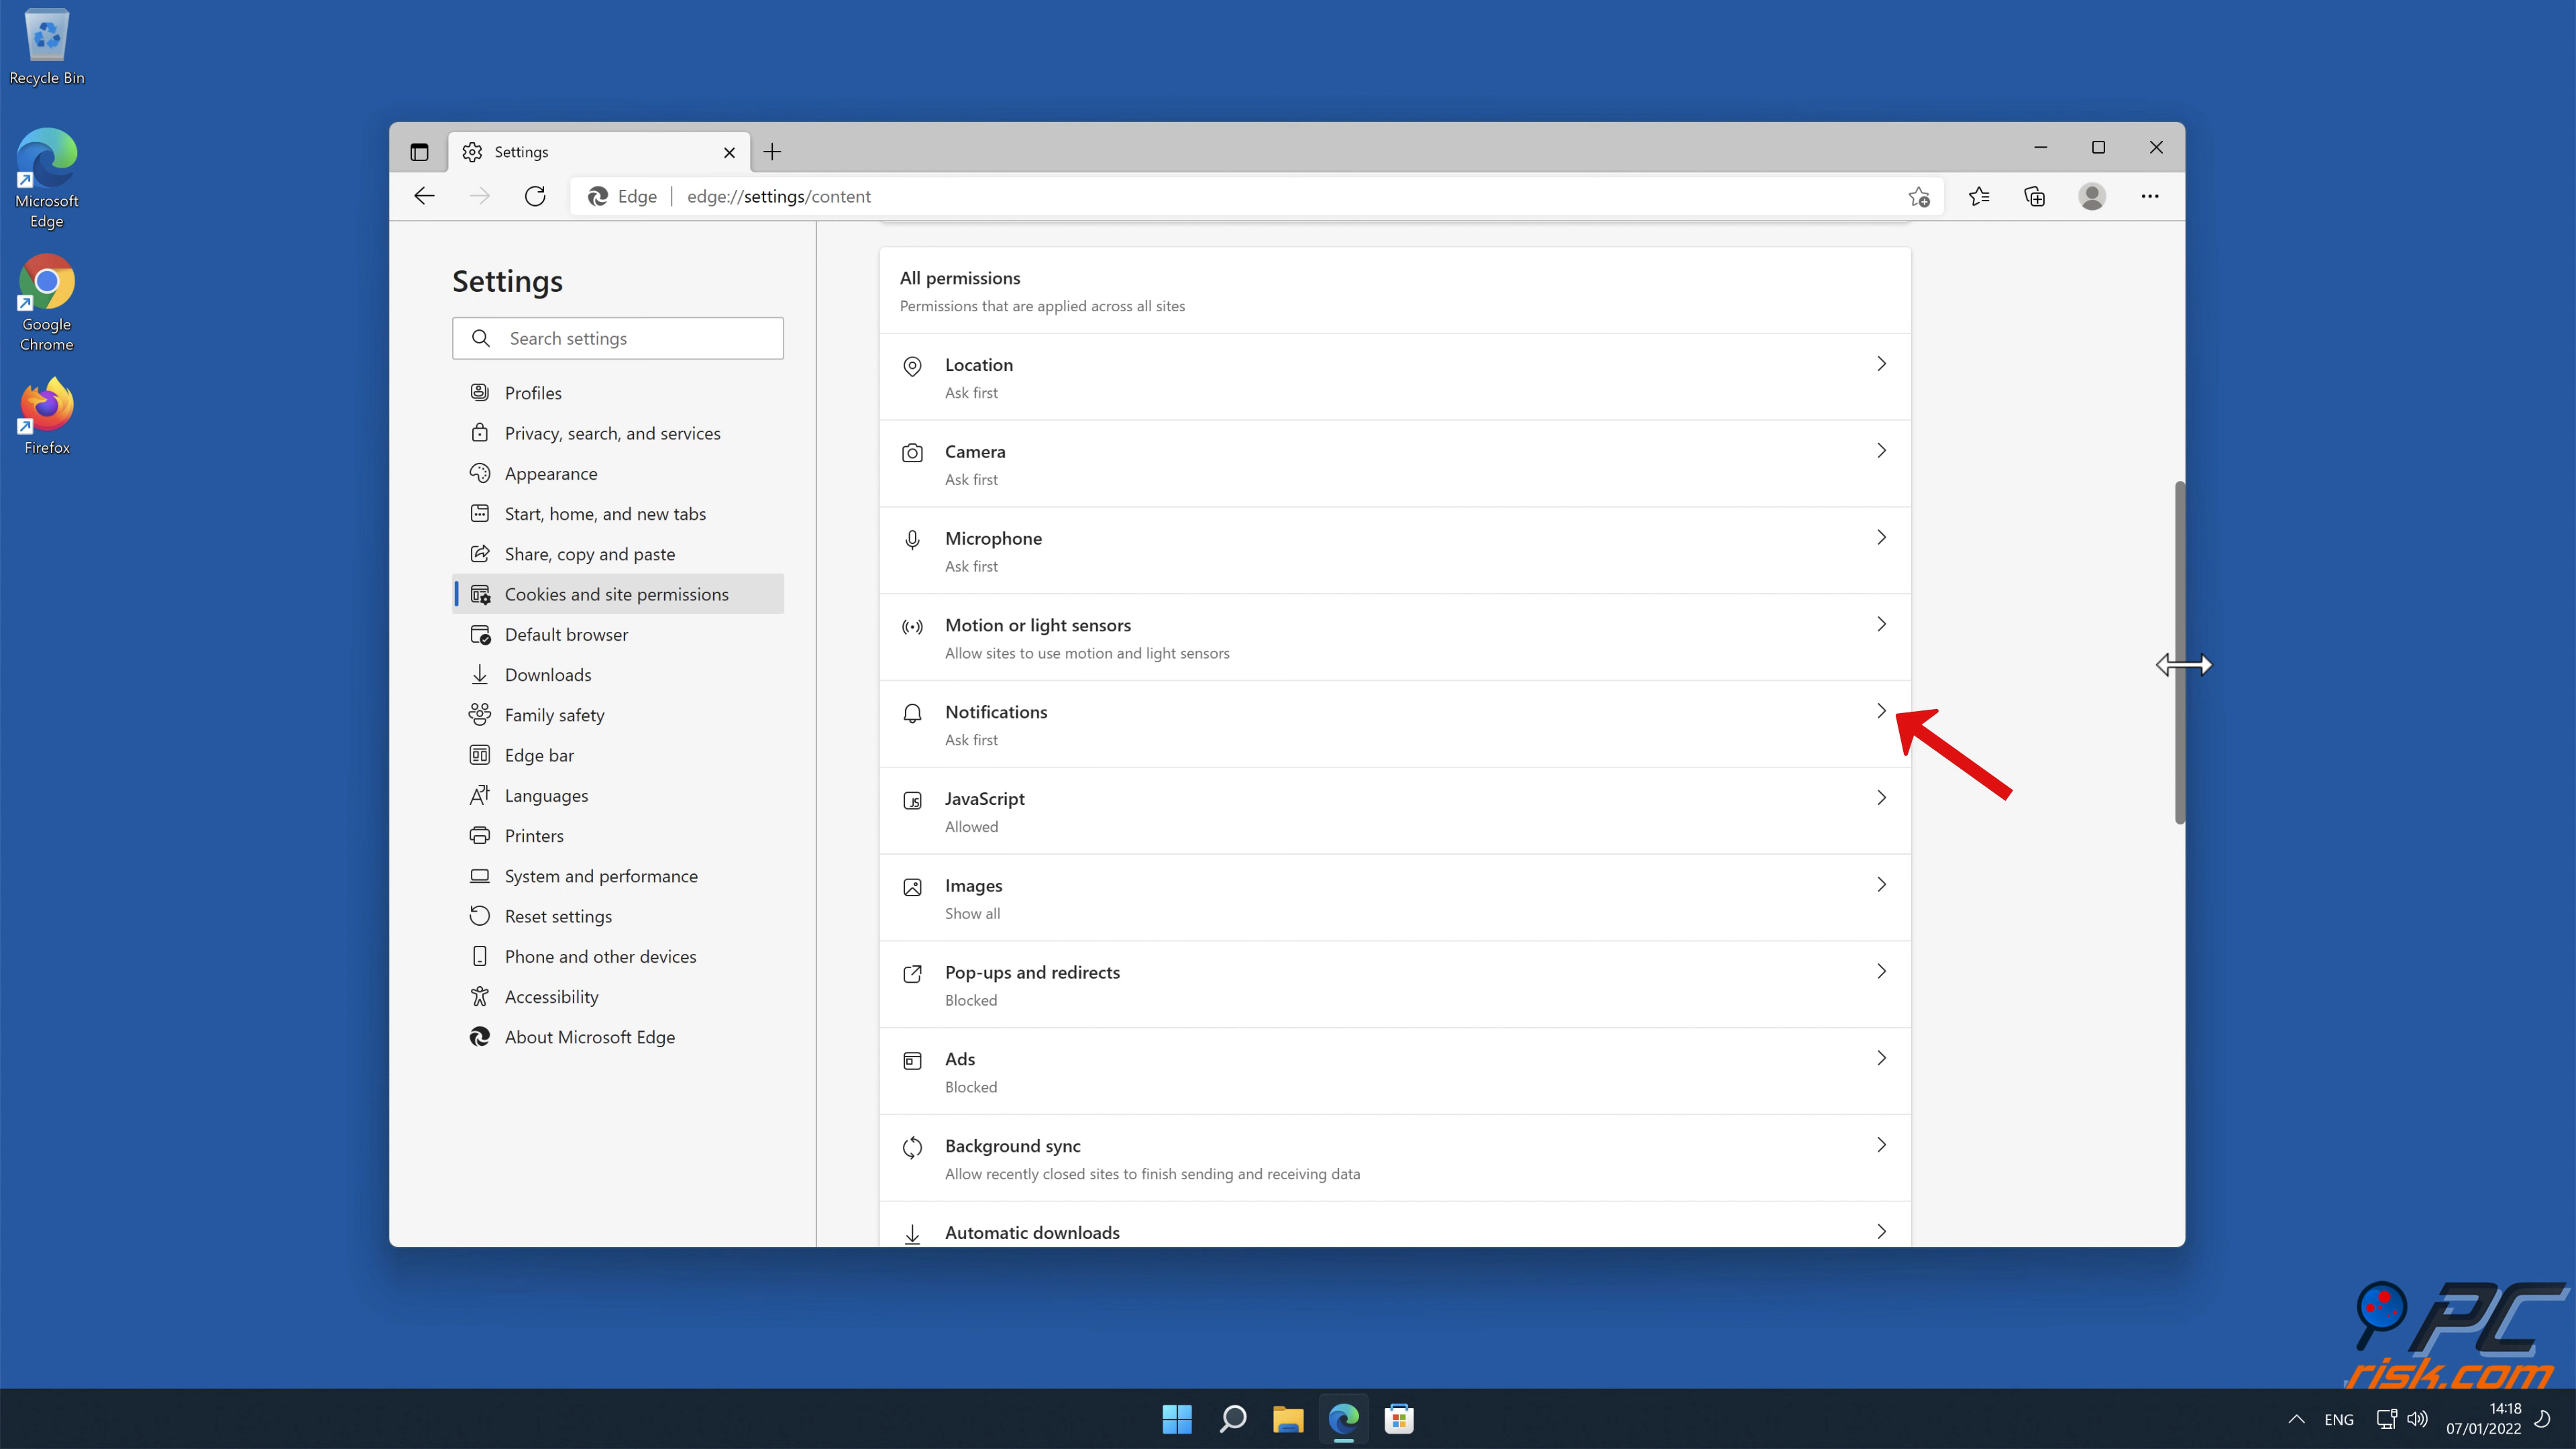 Recycle Bin
Microsoft
Edge
Google
Chrome
Firefox
Settings
Edge
edge://settings/content
Settings
Search settings
Profiles
Privacy, search, and services
Appearance
Start, home, and new tabs
Share, copy and paste
Cookies and site permissions
Default browser
Downloads
Family safety
Edge bar
Languages
Printers
System and performance
Reset settings
Phone and other devices
Accessibility
About Microsoft Edge
All permissions
Permissions that are applied across all sites
Location
Ask first
Camera
Ask first
Microphone
Ask first
Motion or light sensors
Allow sites to use motion and light sensors
Notifications
Ask first
JavaScript
Allowed
Images
Show all
Pop-ups and redirects
Blocked
Ads
Blocked
Background sync
Allow recently closed sites to finish sending and receiving data
Automatic downloads
PC
risk.com
ENG
14:18
07/01/2022